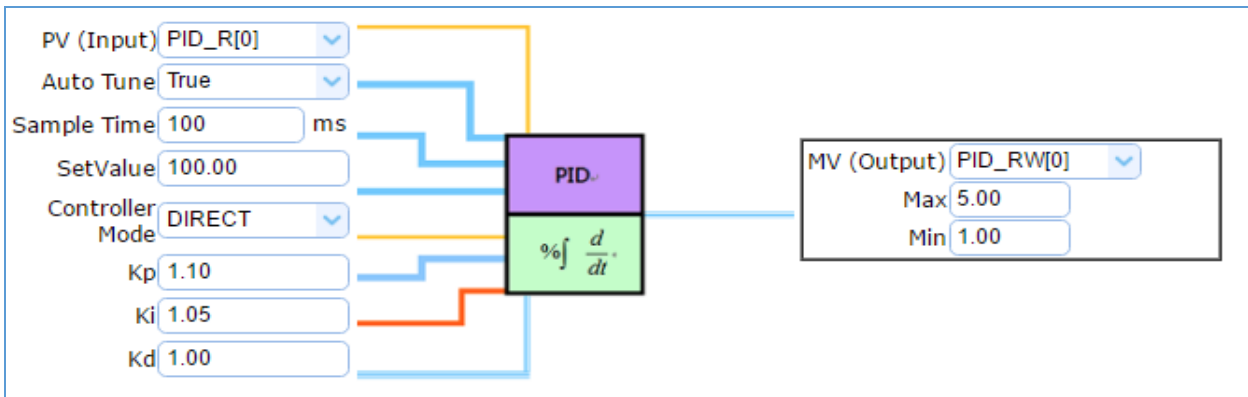 PV (Input) PID_R[0]
Auto Tune True
Sample Time 100 ms
SetValue 100.00
Controller
Mode DIRECT
Kp 1.10
Ki 1.05
Kd 1.00
PID
%∫ d/dt
MV (Output) PID_RW[0]
Max 5.00
Min 1.00